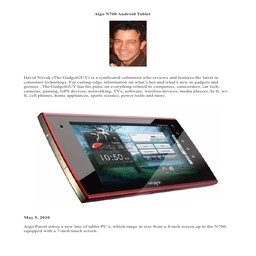 Aigo N700 Android Tablet
David Novak (The GadgetGUY) is a syndicated columnist who reviews and features the latest in
consumer technology. For cutting-edge information on what's hot and what's new in gadgets and
gizmos . The GadgetGUY has his pulse on everything related to computers, camcorders, car tech,
cameras, gaming, GPS devices, networking, TVs, software, wireless devices, media players, hi-fi, wi-
fi, cell phones, home appliances, sports science, power tools and more.
10:50
aigo
May 5, 2010
Aigo/Patriot intros a new line of tablet PC's, which range in size from a 4-inch screen up to the N700,
equipped with a 7-inch touch screen.